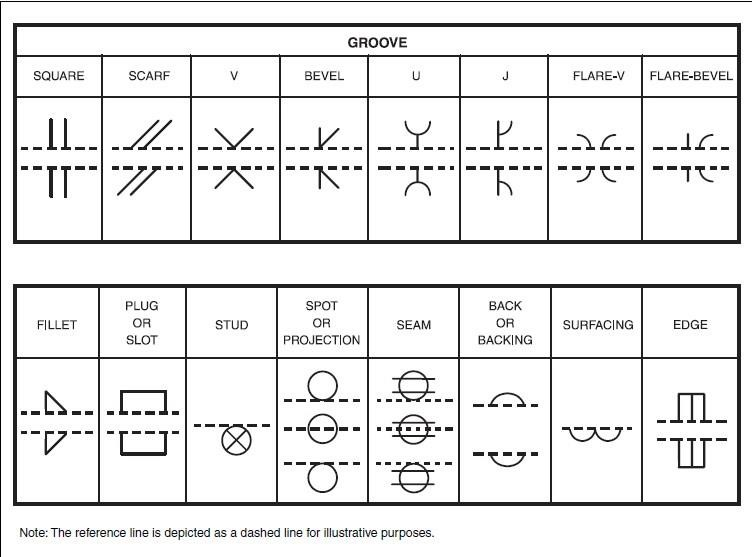 GROOVE
SQUARE SCARF V BEVEL U J FLARE-V FLARE-BEVEL
FILLET
PLUG
OR
SLOT
STUD
SPOT
OR
PROJECTION
SEAM
BACK
OR
BACKING
SURFACING
EDGE
Note: The reference line is depicted as a dashed line for illustrative purposes.